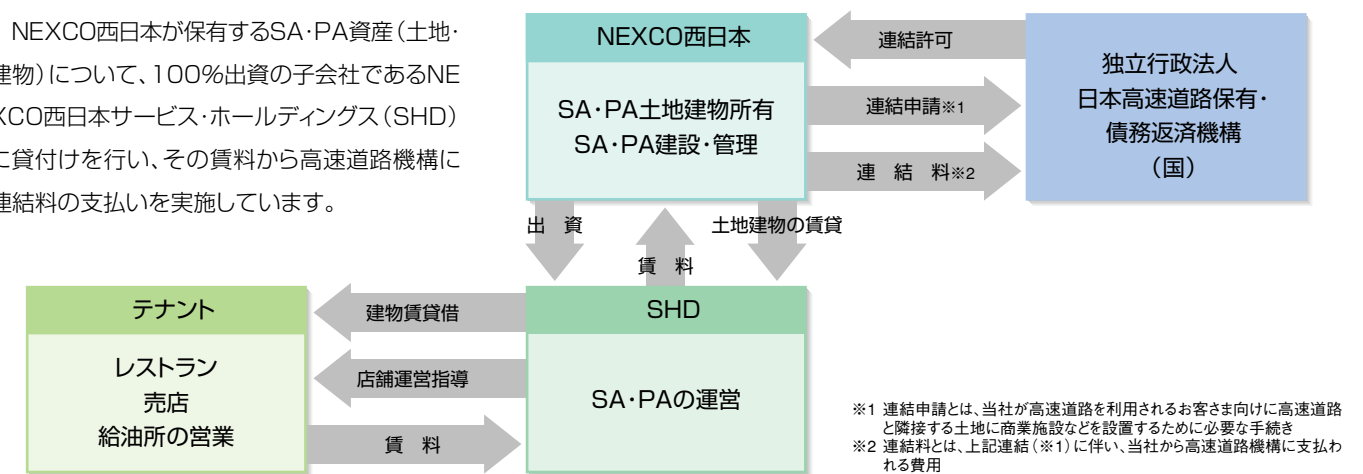 NEXCO西日本が保有するSA・PA資産（土地・
建物）について、100％出資の子会社であるNE
XCO西日本サービス・ホールディングス（SHD）
に貸付けを行い、その賃料から高速道路機構に
連結料の支払いを実施しています。
NEXCO西日本
SA・PA土地建物所有
SA・PA建設・管理
連結許可
連結申請※1
連　結　料※2
独立行政法人
日本高速道路保有・
債務返済機構
（国）
出　資
賃　料
土地建物の賃貸
テナント
レストラン
売店
給油所の営業
建物賃貸借
店舗運営指導
賃　料
SHD
SA・PAの運営
※1 連結申請とは、当社が高速道路を利用されるお客さま向けに高速道路
と隣接する土地に商業施設などを設置するために必要な手続き
※2 連結料とは、上記連結（※1）に伴い、当社から高速道路機構に支払わ
れる費用